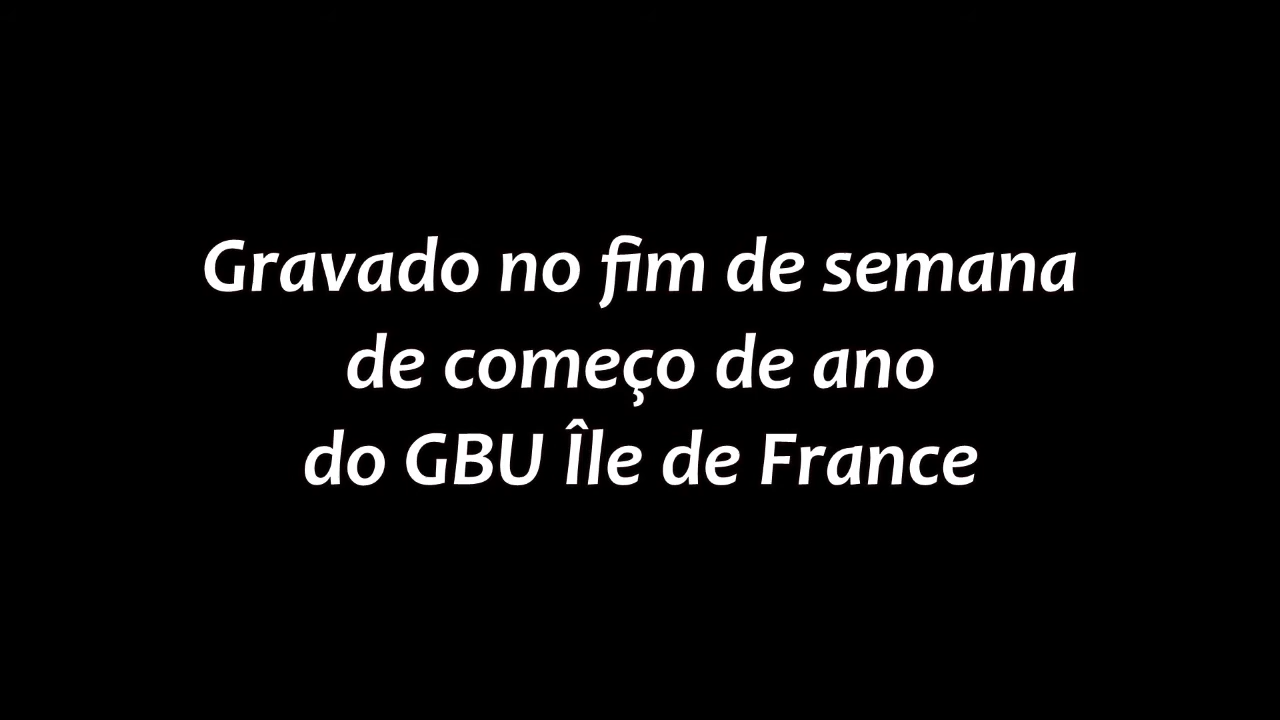 Gravado no fim de semana
de começo de ano
do GBU Île de France